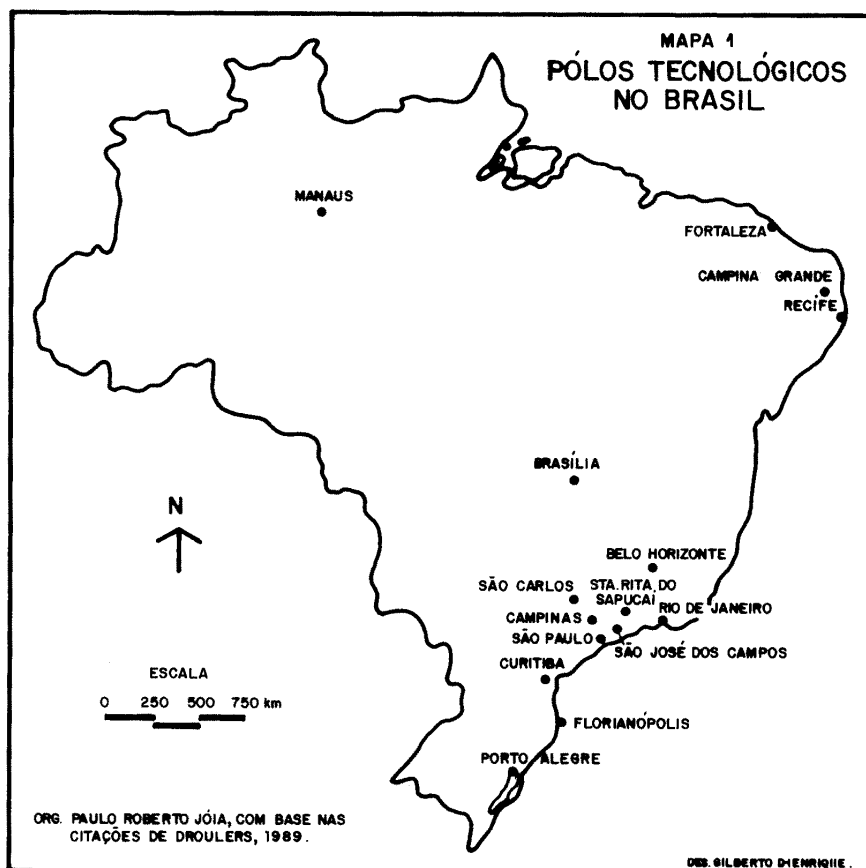 MAPA 1
PÓLOS TECNOLÓGICOS
NO BRASIL
MANAUS
FORTALEZA
CAMPINA GRANDE
RECIFE
BRASÍLIA
N
BELO HORIZONTE
SÃO CARLOS
STA. RITA DO
SAPUCAÍ
RIO DE JANEIRO
CAMPINAS
SÃO PAULO
SÃO JOSÉ DOS CAMPOS
CURITIBA
ESCALA
0 250 500 750 km
FLORIANÓPOLIS
PORTO ALEGRE
ORG. PAULO ROBERTO JÓIA, COM BASE NAS
CITAÇÕES DE DROULERS, 1989.
DES. GILBERTO D'HENRIQUE.